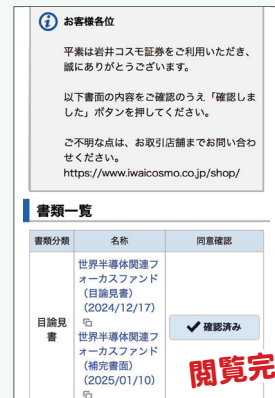 お客様各位
平素は岩井コスモ証券をご利用いただき、
誠にありがとうございます。
以下書面の内容をご確認のうえ「確認しま
した」ボタンを押してください。
ご不明な点は、お取引店舗までお問い合わ
せください。
https://www.iwaicosmo.co.jp/shop/
書類一覧
書類分類 名称 同意確認
目論見
書
世界半導体関連フ
ォーカスファンド
（目論見書）
（2024/12/17）
世界半導体関連フ
ォーカスファンド
（補完書面）
（2025/01/10）
確認済み
閲覧完